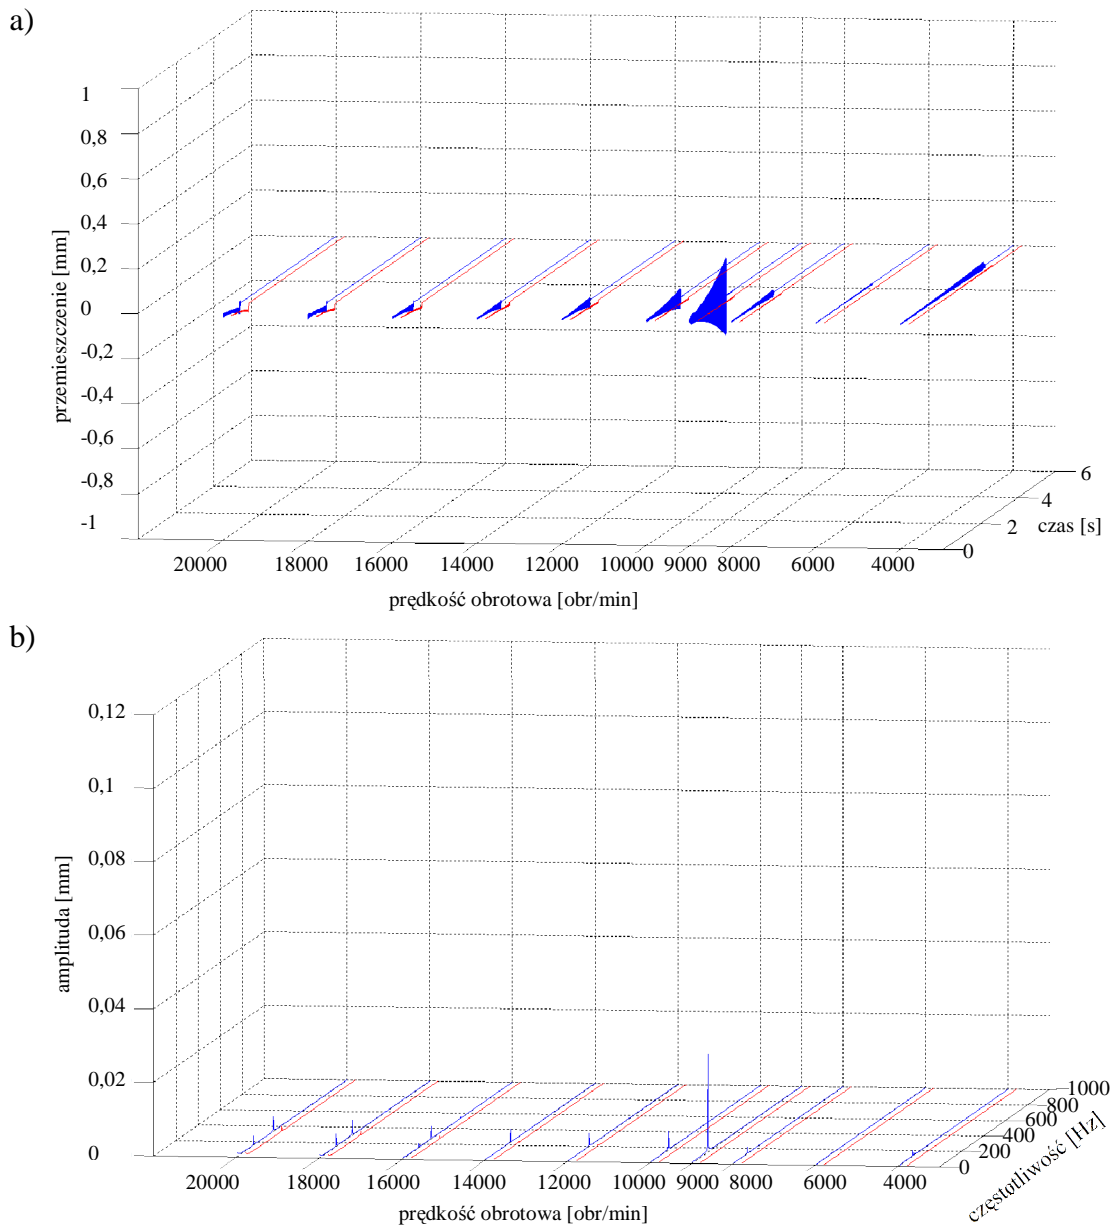 a)
1
0,8
0,6
0,4
0,2
0
-0,2
-0,4
-0,6
-0,8
-1
przemieszczenie [mm]
20000 18000 16000 14000 12000 10000 9000 8000 6000 4000
prędkość obrotowa [obr/min]
0 2 4 6
czas [s]
b)
0,12
0,1
0,08
0,06
0,04
0,02
0
amplituda [mm]
20000 18000 16000 14000 12000 10000 9000 8000 6000 4000
prędkość obrotowa [obr/min]
0 200 400 600 800 1000
częstotliwość [Hz]